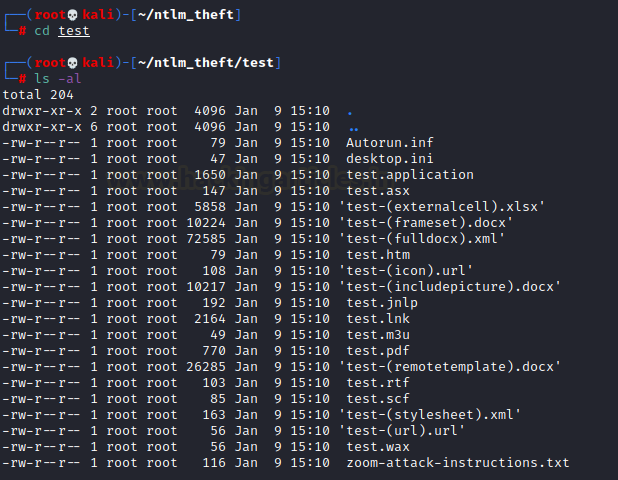 ┌──(root💀kali)-[~/ntlm_theft]
└─# cd test
┌──(root💀kali)-[~/ntlm_theft/test]
└─# ls -al
total 204
drwxr-xr-x 2 root root  4096 Jan  9 15:10  .
drwxr-xr-x 6 root root  4096 Jan  9 15:10  ..
-rw-r--r-- 1 root root    79 Jan  9 15:10  Autorun.inf
-rw-r--r-- 1 root root    47 Jan  9 15:10  desktop.ini
-rw-r--r-- 1 root root  1650 Jan  9 15:10  test.application
-rw-r--r-- 1 root root   147 Jan  9 15:10  test.asx
-rw-r--r-- 1 root root  5858 Jan  9 15:10 'test-(externalcell).xlsx'
-rw-r--r-- 1 root root 10224 Jan  9 15:10 'test-(frameset).docx'
-rw-r--r-- 1 root root 72585 Jan  9 15:10 'test-(fulldocx).xml'
-rw-r--r-- 1 root root    79 Jan  9 15:10  test.htm
-rw-r--r-- 1 root root   108 Jan  9 15:10 'test-(icon).url'
-rw-r--r-- 1 root root 10217 Jan  9 15:10 'test-(includepicture).docx'
-rw-r--r-- 1 root root   192 Jan  9 15:10  test.jnlp
-rw-r--r-- 1 root root  2164 Jan  9 15:10  test.lnk
-rw-r--r-- 1 root root    49 Jan  9 15:10  test.m3u
-rw-r--r-- 1 root root   770 Jan  9 15:10  test.pdf
-rw-r--r-- 1 root root 26285 Jan  9 15:10 'test-(remotetemplate).docx'
-rw-r--r-- 1 root root   103 Jan  9 15:10  test.rtf
-rw-r--r-- 1 root root    85 Jan  9 15:10  test.scf
-rw-r--r-- 1 root root   163 Jan  9 15:10 'test-(stylesheet).xml'
-rw-r--r-- 1 root root    56 Jan  9 15:10 'test-(url).url'
-rw-r--r-- 1 root root    56 Jan  9 15:10  test.wax
-rw-r--r-- 1 root root   116 Jan  9 15:10  zoom-attack-instructions.txt